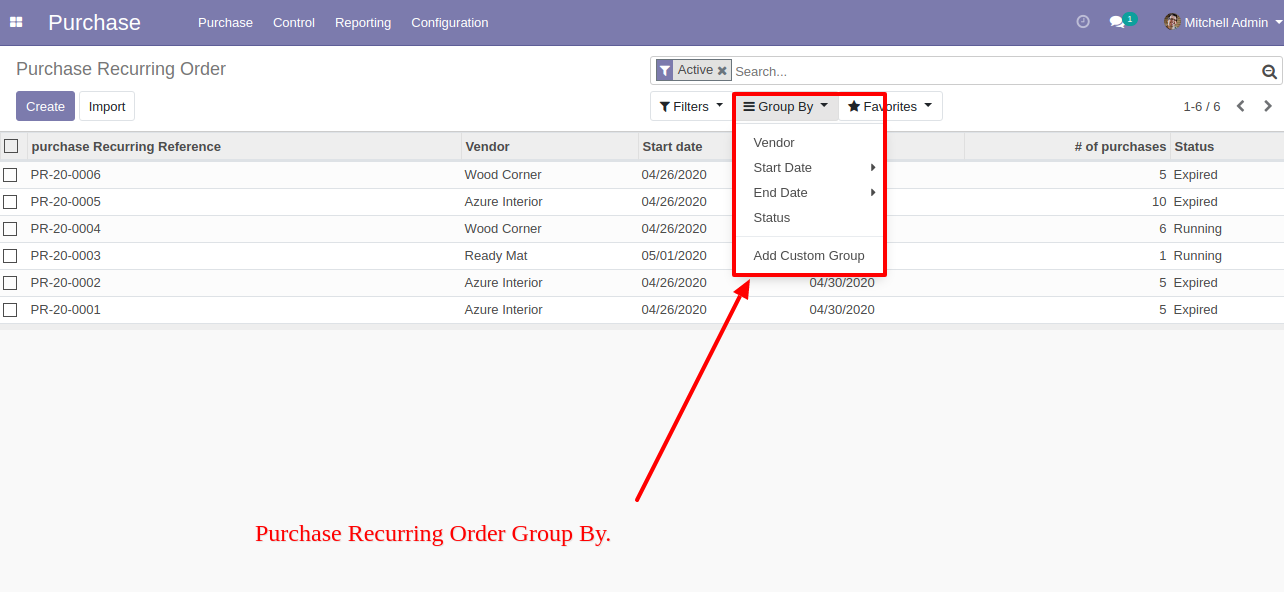 Purchase Purchase Control Reporting Configuration 1 Mitchell Admin
Purchase Recurring Order Active Search...
Create Import Filters Group By Favorites 1-6 / 6
purchase Recurring Reference Vendor Start date # of purchases Status
Vendor
Start Date
End Date
Status
Add Custom Group
PR-20-0006 Wood Corner 04/26/2020 5 Expired
PR-20-0005 Azure Interior 04/26/2020 10 Expired
PR-20-0004 Wood Corner 04/26/2020 6 Running
PR-20-0003 Ready Mat 05/01/2020 1 Running
PR-20-0002 Azure Interior 04/26/2020 04/30/2020 5 Expired
PR-20-0001 Azure Interior 04/26/2020 04/30/2020 5 Expired
Purchase Recurring Order Group By.